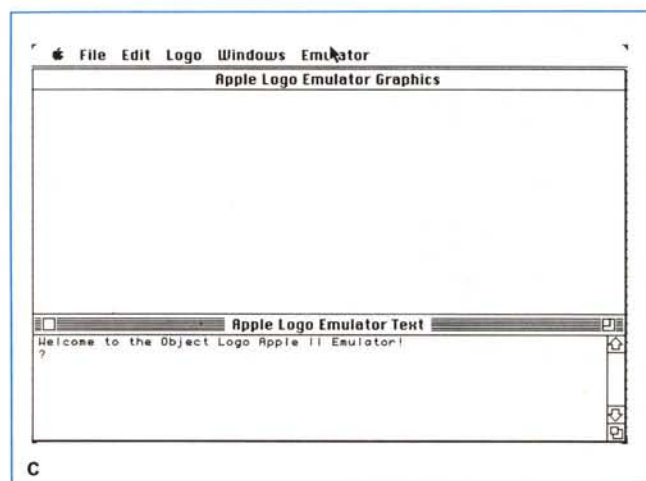 File Edit Logo Windows Emulator
Apple Logo Emulator Graphics
Apple Logo Emulator Text
Welcome to the Object Logo Apple II Emulator!
?
C